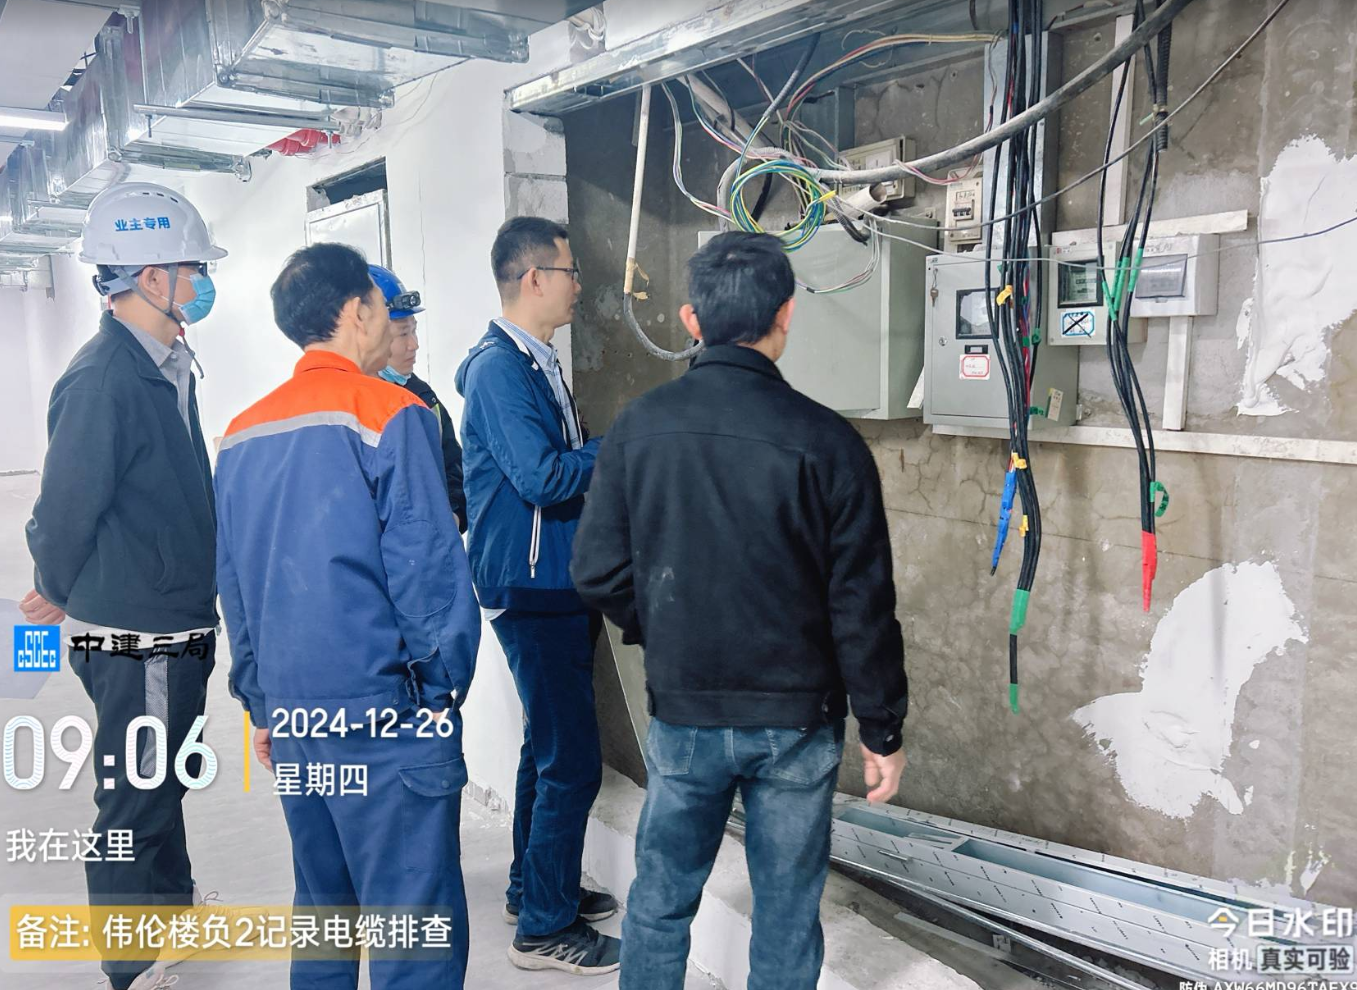 业主专用
中建三局
09:06
2024-12-26
星期四
我在这里
备注: 伟伦楼负2记录电缆排查
今日水印
相机 真实可验